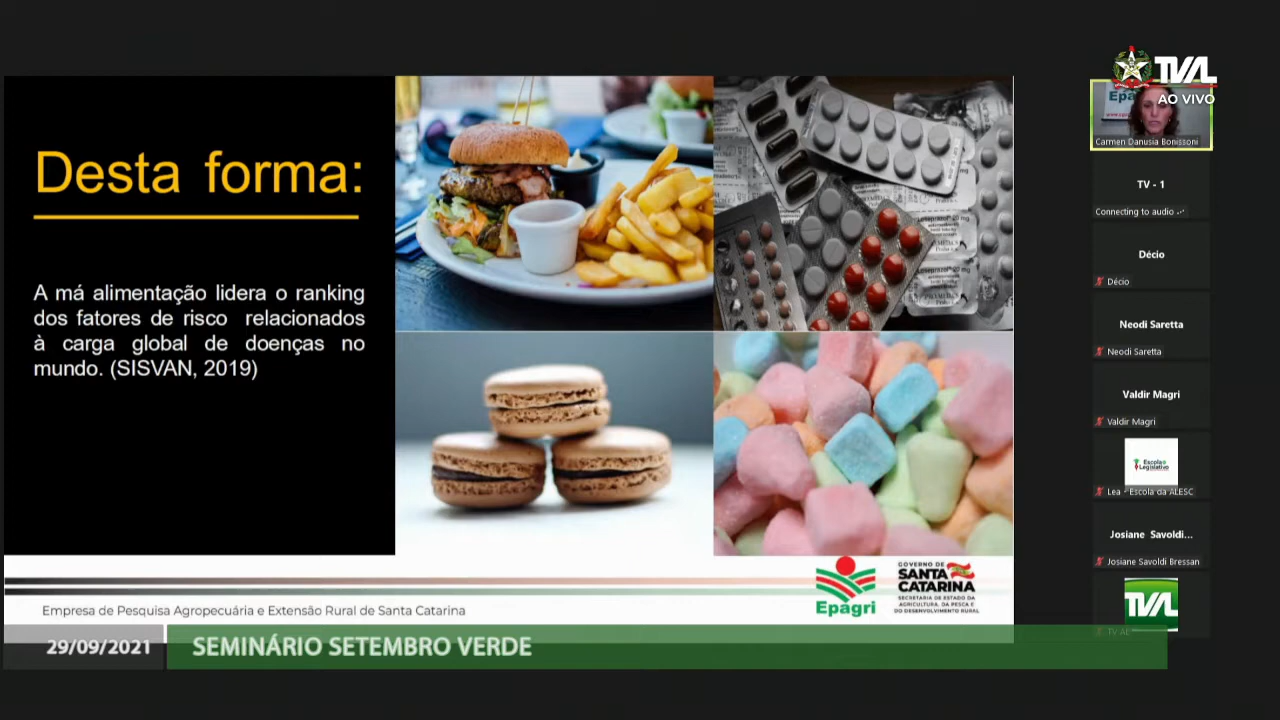 Desta forma:
A má alimentação lidera o ranking
dos fatores de risco relacionados
à carga global de doenças no
mundo. (SISVAN, 2019)
Epagri
GOVERNO DE
SANTA
CATARINA
SECRETARIA DE ESTADO DA
AGRICULTURA, DA PESCA E
DO DESENVOLVIMENTO RURAL
Empresa de Pesquisa Agropecuária e Extensão Rural de Santa Catarina
29/09/2021
SEMINÁRIO SETEMBRO VERDE
TVAL
AO VIVO
Carmen Danusia Bonissoni
TV - 1
Connecting to audio
Décio
Décio
Neodi Saretta
Neodi Saretta
Valdir Magri
Valdir Magri
Escola
Legislativo
Lea - Escola da ALESC
Josiane Savoldi...
Josiane Savoldi Bressan
TVAL